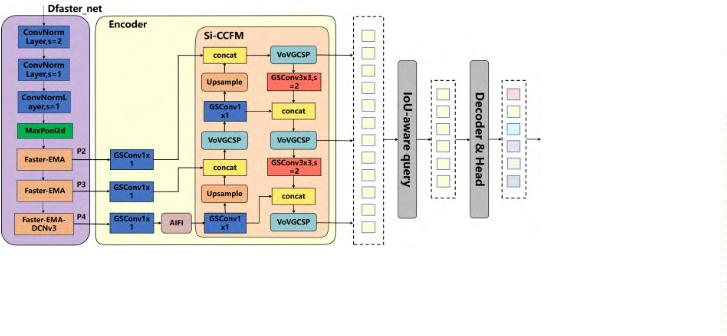 Dfaster_net
ConvNorm
Layer,s=2
ConvNorm
Layer,s=1
ConvNormL
ayer,s=1
MaxPool2d
Faster-EMA
P2
Faster-EMA
P3
Faster-EMA-
DCNv3
P4
Encoder
GSConv1x
1
GSConv1x
1
GSConv1x
1
AIFI
Si-CCFM
concat
Upsample
GSConv1
x1
VoVGCSP
concat
Upsample
GSConv1
x1
VoVGCSP
GSConv3x3,s
=2
concat
VoVGCSP
GSConv3x3,s
=2
concat
VoVGCSP
IoU-aware query
Decoder & Head